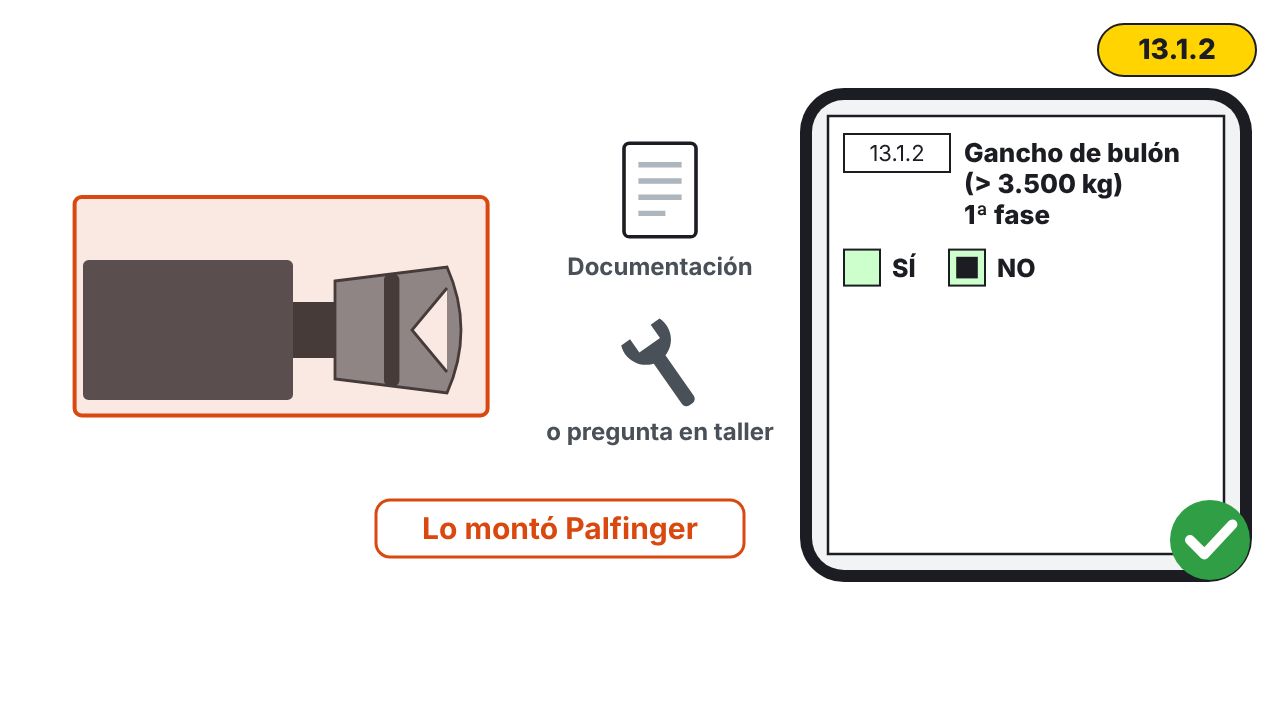 13.1.2
13.1.2
Gancho de bulón
(> 3.500 kg)
1ª fase
SÍ
NO
Documentación
o pregunta en taller
Lo montó Palfinger